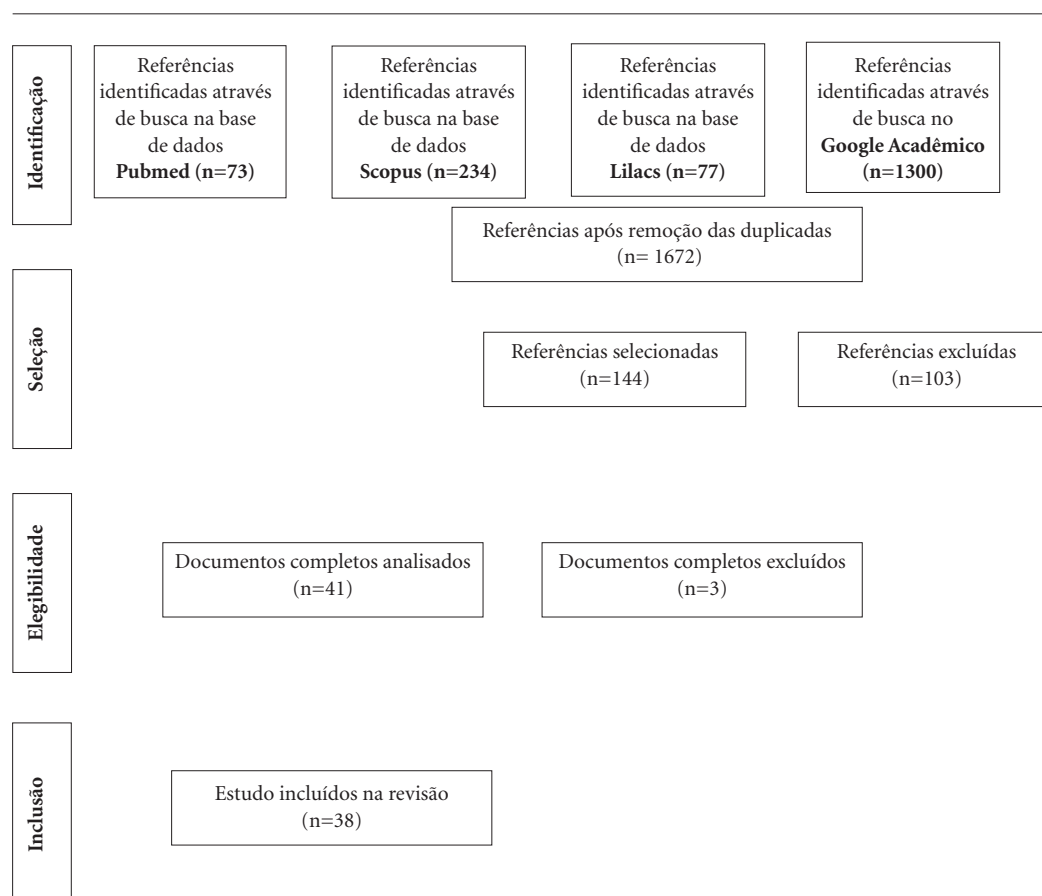 Identificação
Referências
identificadas através
de busca na base
de dados
Pubmed (n=73)
Referências
identificadas através
de busca na base
de dados
Scopus (n=234)
Referências
identificadas através
de busca na base
de dados
Lilacs (n=77)
Referências
identificadas através
de busca no
Google Acadêmico
(n=1300)
Referências após remoção das duplicadas
(n= 1672)
Seleção
Referências selecionadas
(n=144)
Referências excluídas
(n=103)
Elegibilidade
Documentos completos analisados
(n=41)
Documentos completos excluídos
(n=3)
Inclusão
Estudo incluídos na revisão
(n=38)